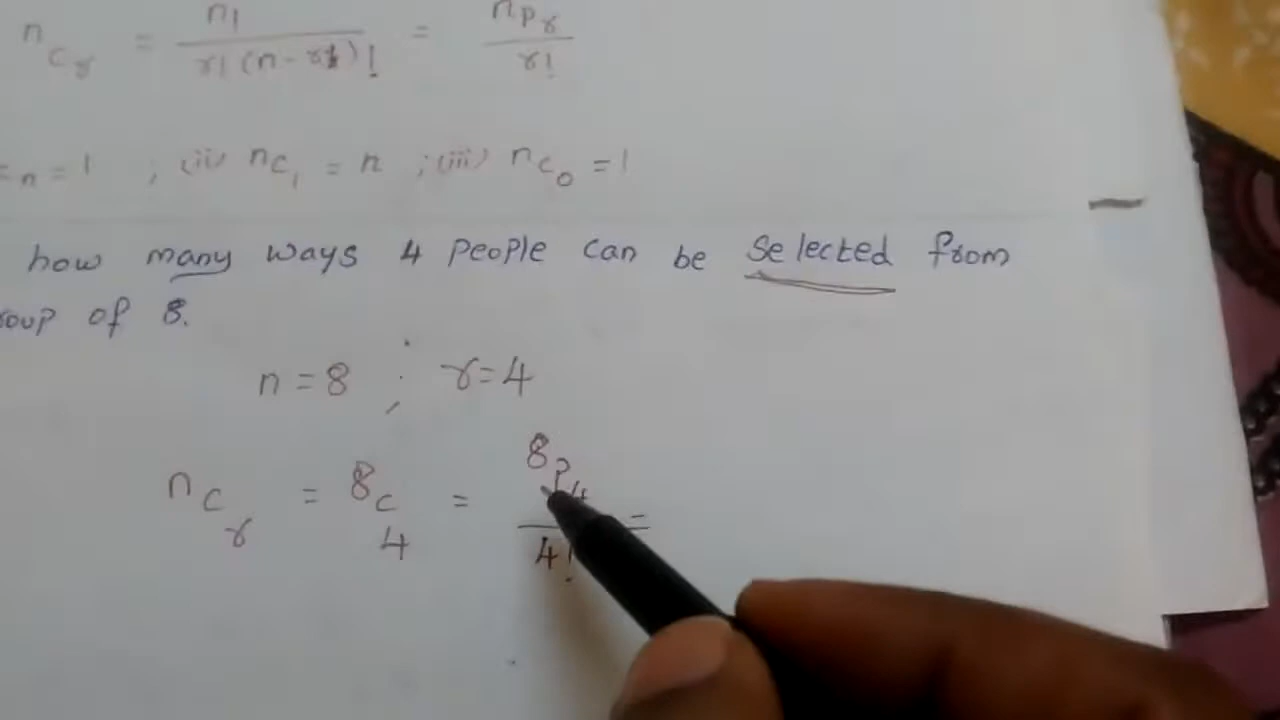 nCr = n! / r!(n-r)! = nPr / r!
n = 1 ; (ii) nC1 = n ; (iii) nC0 = 1
how many ways 4 people can be selected from
oup of 8.
n = 8 ; r = 4
nCr = 8C4 = 8P4 / 4! =